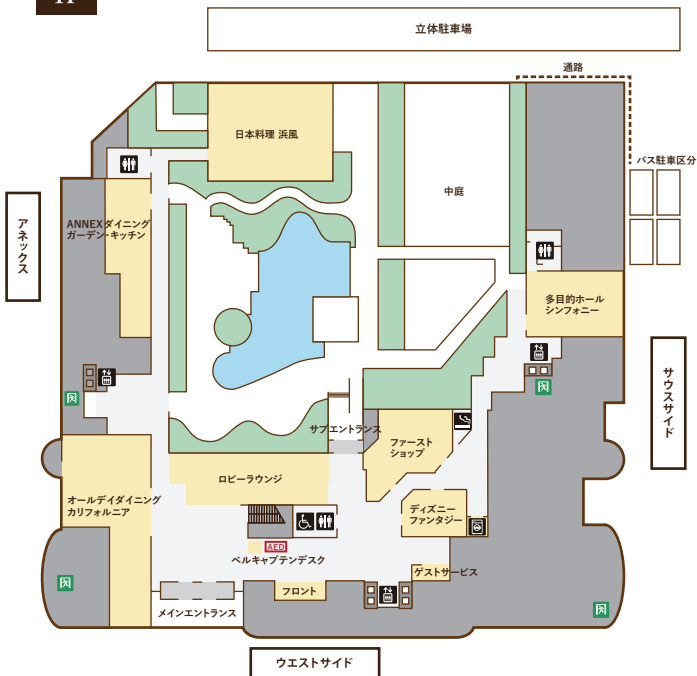 立体駐車場
通路
バス駐車区分
日本料理 浜風
中庭
アネックス
ANNEXダイニング
ガーデン・キッチン
多目的ホール
シンフォニー
サウスサイド
サブエントランス
ファースト
ショップ
ロビーラウンジ
オールデイダイニング
カリフォルニア
ディズニー
ファンタジー
AED
ベルキャプテンデスク
ゲストサービス
フロント
メインエントランス
ウエストサイド